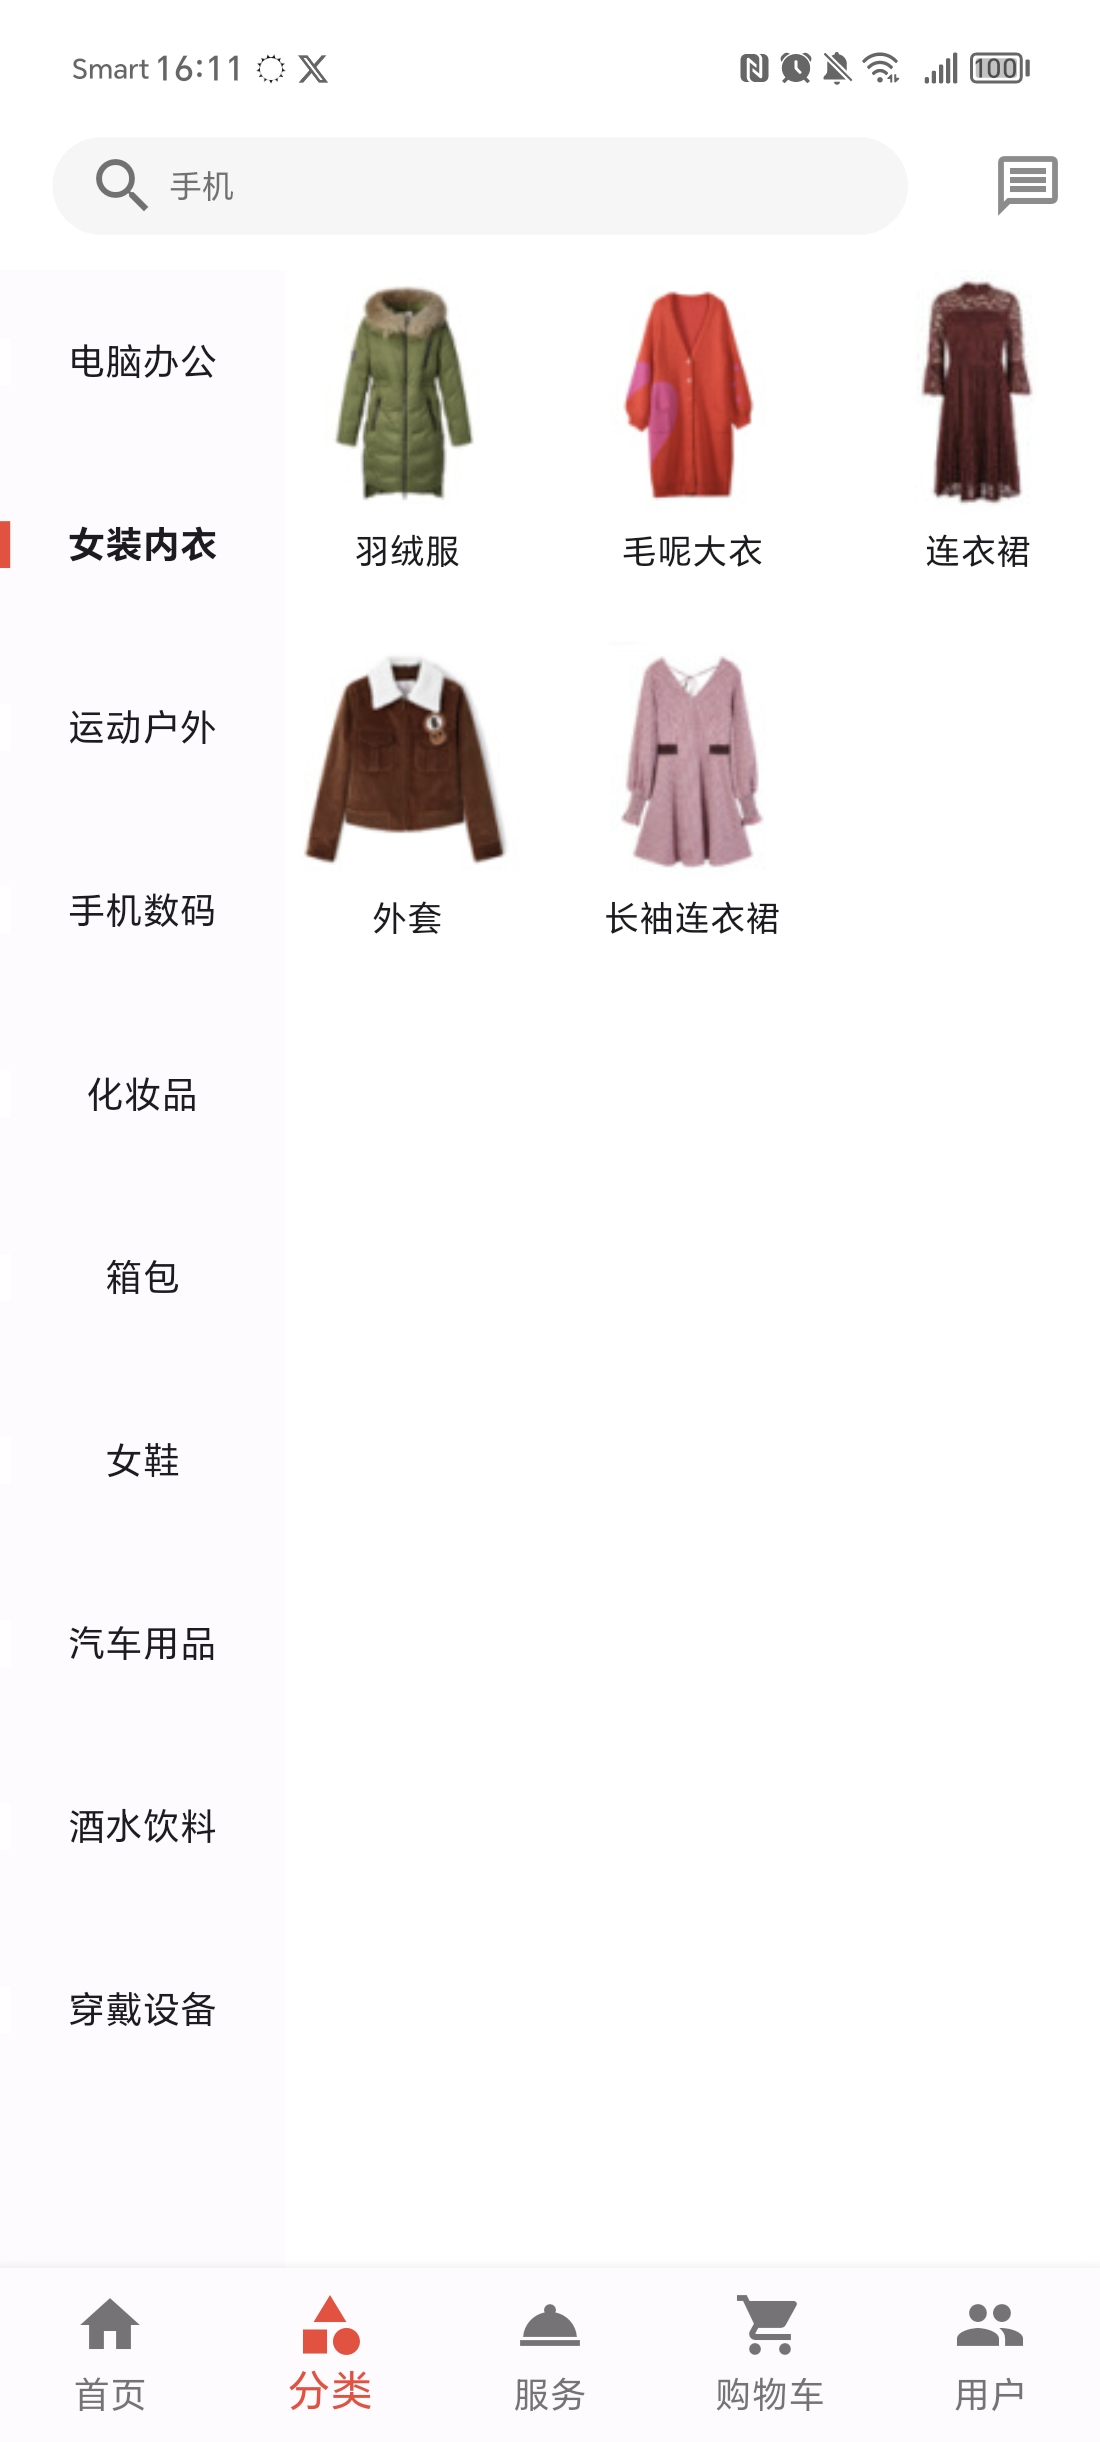 Smart 16:11
100
手机
电脑办公
女装内衣
运动户外
手机数码
化妆品
箱包
女鞋
汽车用品
酒水饮料
穿戴设备
羽绒服
毛呢大衣
连衣裙
外套
长袖连衣裙
首页
分类
服务
购物车
用户